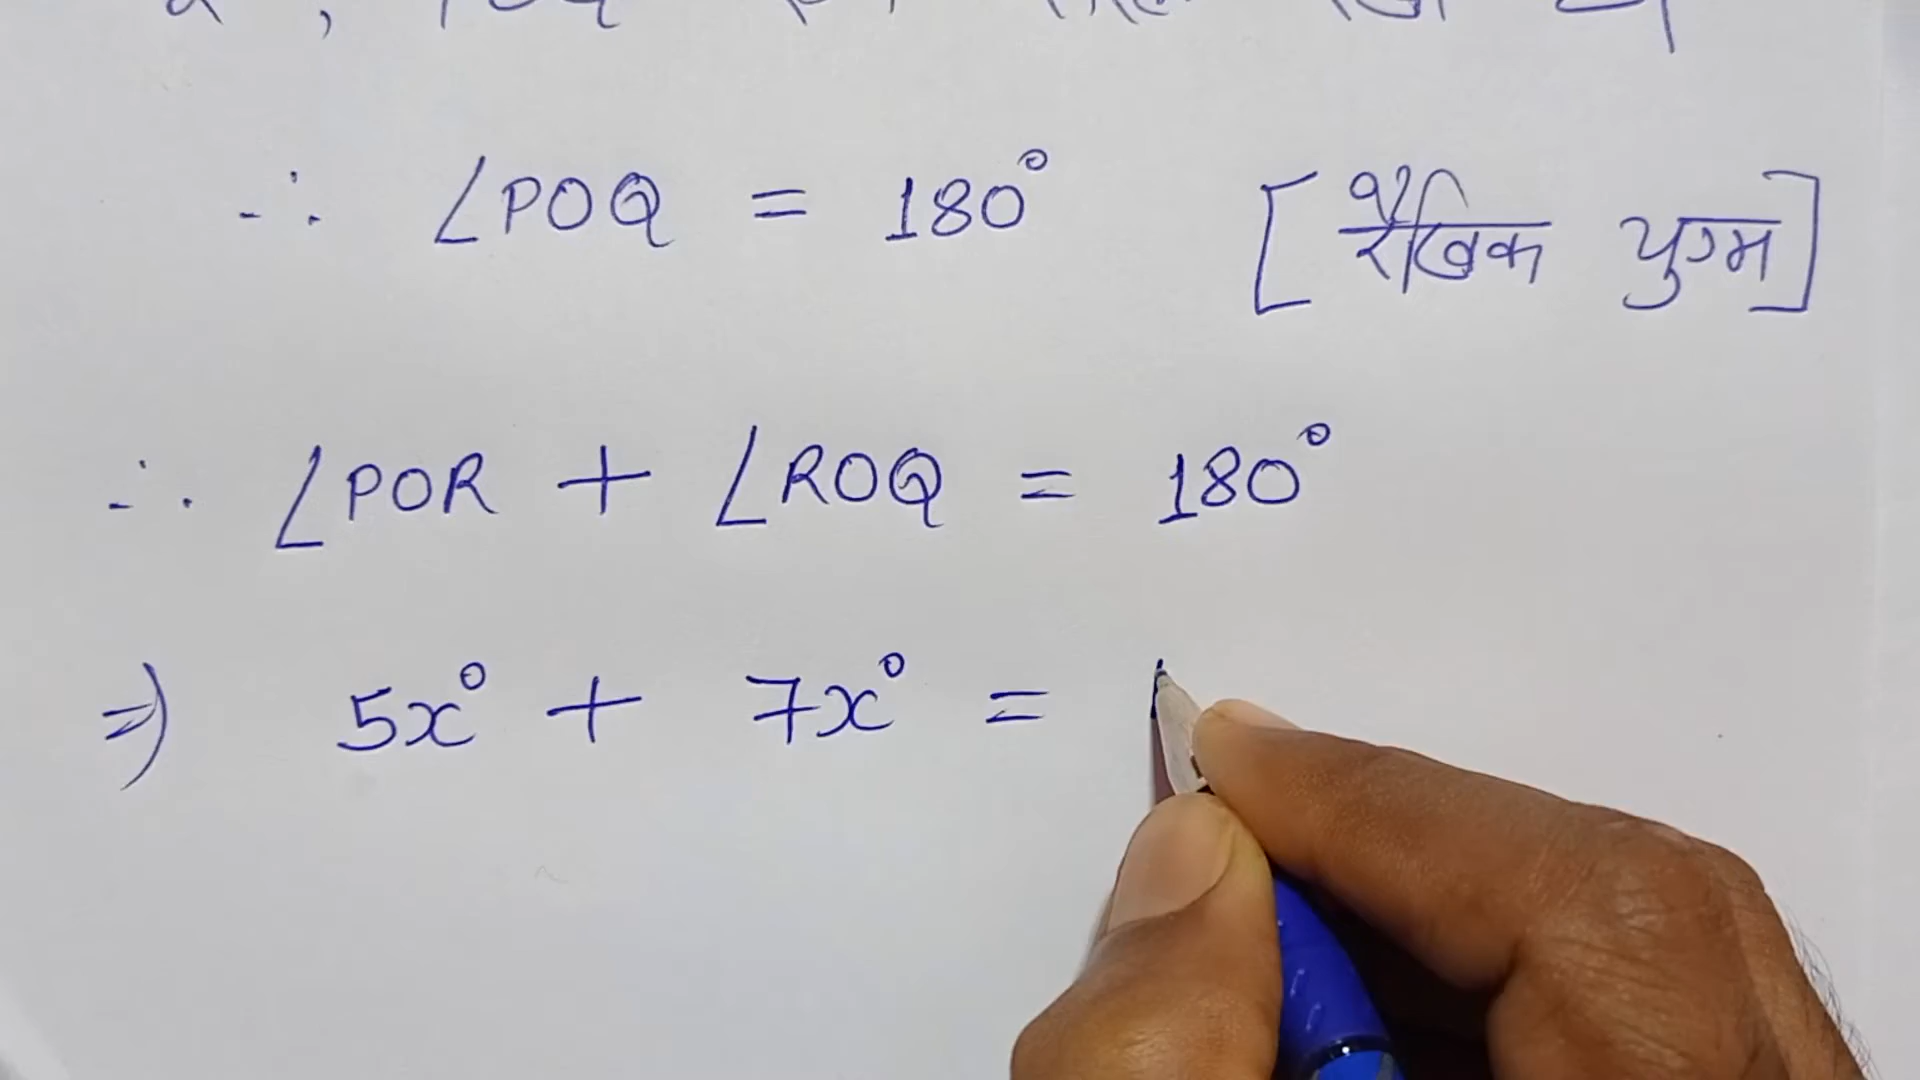 ∴ ∠POQ = 180° [रैखिक युग्म]
∴ ∠POR + ∠ROQ = 180°
⇒ 5x° + 7x° =